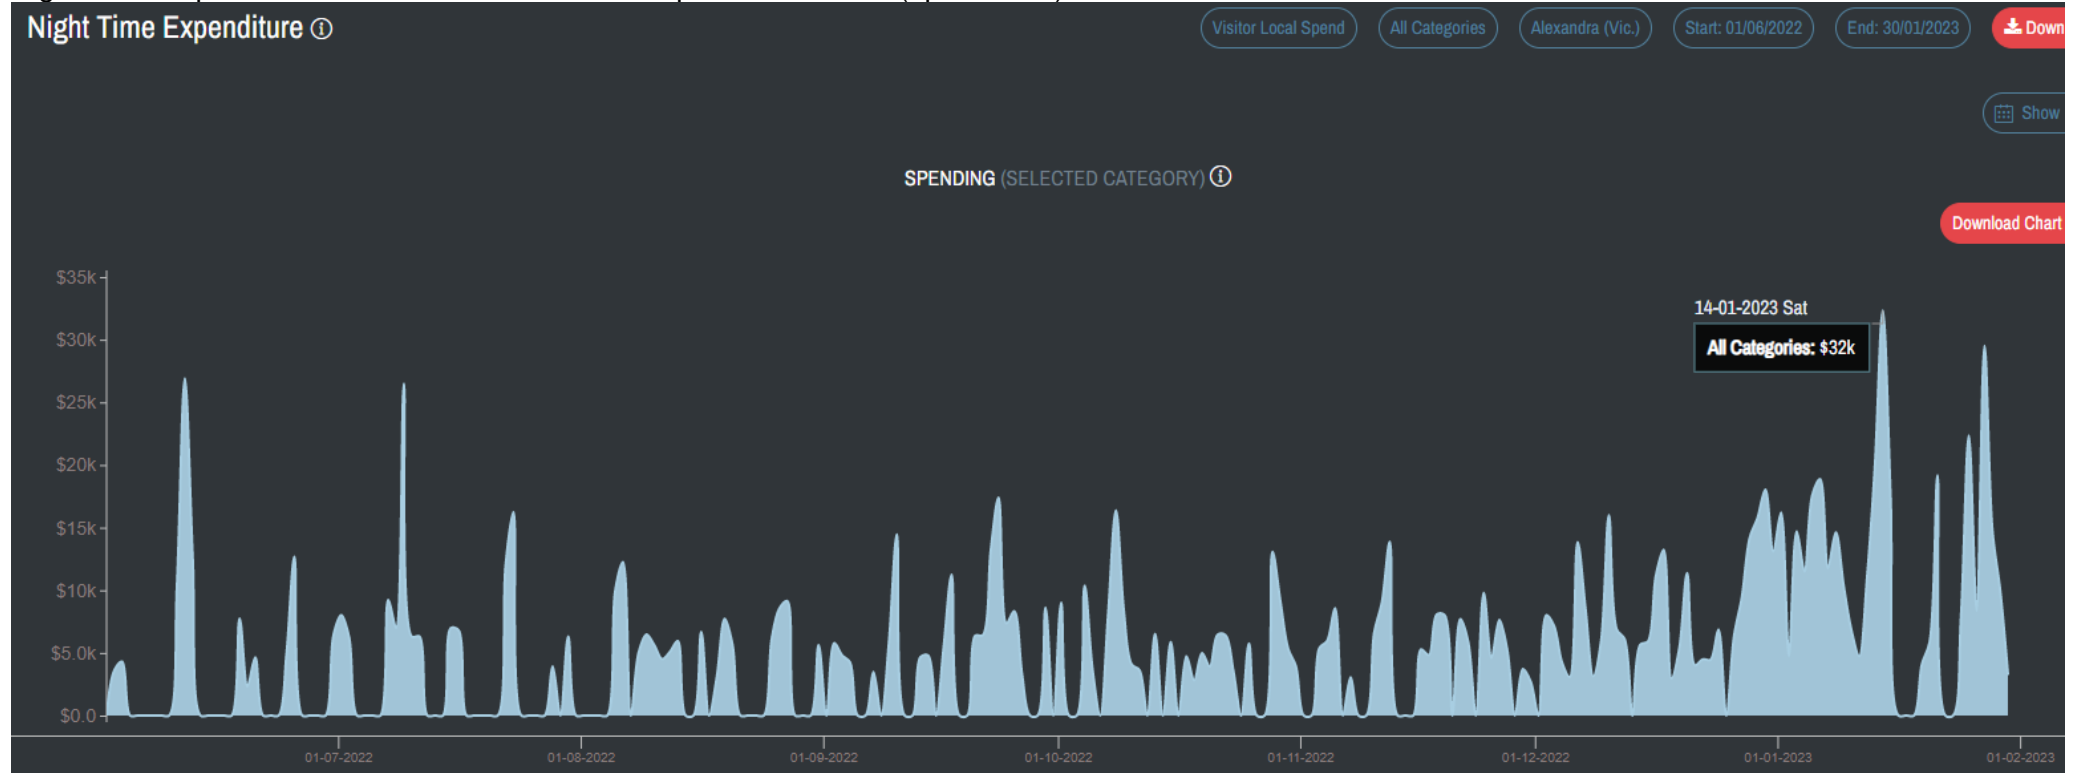 Night Time Expenditure
Visitor Local Spend
All Categories
Alexandra (Vic.)
Start: 01/06/2022
End: 30/01/2023
Down
Show
SPENDING (SELECTED CATEGORY)
Download Chart
$35k
$30k
$25k
$20k
$15k
$10k
$5.0k
$0.0
14-01-2023 Sat
All Categories: $32k
01-07-2022
01-08-2022
01-09-2022
01-10-2022
01-11-2022
01-12-2022
01-01-2023
01-02-2023